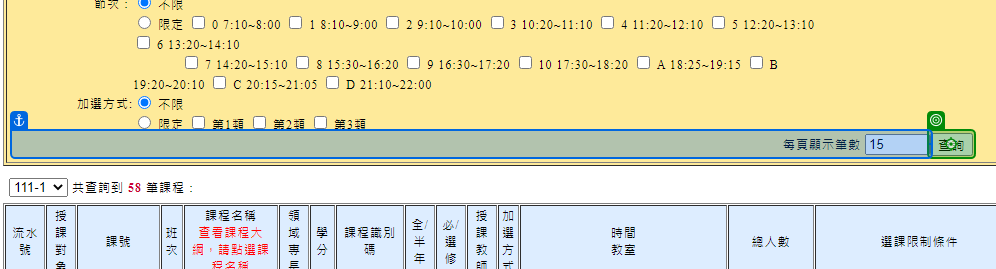 節次: 不限
限定 0 7:10~8:00 1 8:10~9:00 2 9:10~10:00 3 10:20~11:10 4 11:20~12:10 5 12:20~13:10
6 13:20~14:10
7 14:20~15:10 8 15:30~16:20 9 16:30~17:20 10 17:30~18:20 A 18:25~19:15 B
19:20~20:10 C 20:15~21:05 D 21:10~22:00
加選方式: 不限
限定 第1類 第2類 第3類
每頁顯示筆數 15 查詢
111-1 共查詢到 58 筆課程：
流水
號
授
課
對
象
課號
班
次
課程名稱
查看課程大
綱，請點選課
程名稱
領
域
專
長
學
分
課程識別
碼
全/
半
年
必/
選
修
授
課
教
師
加
選
方
式
時間
教室
總人數
選課限制條件